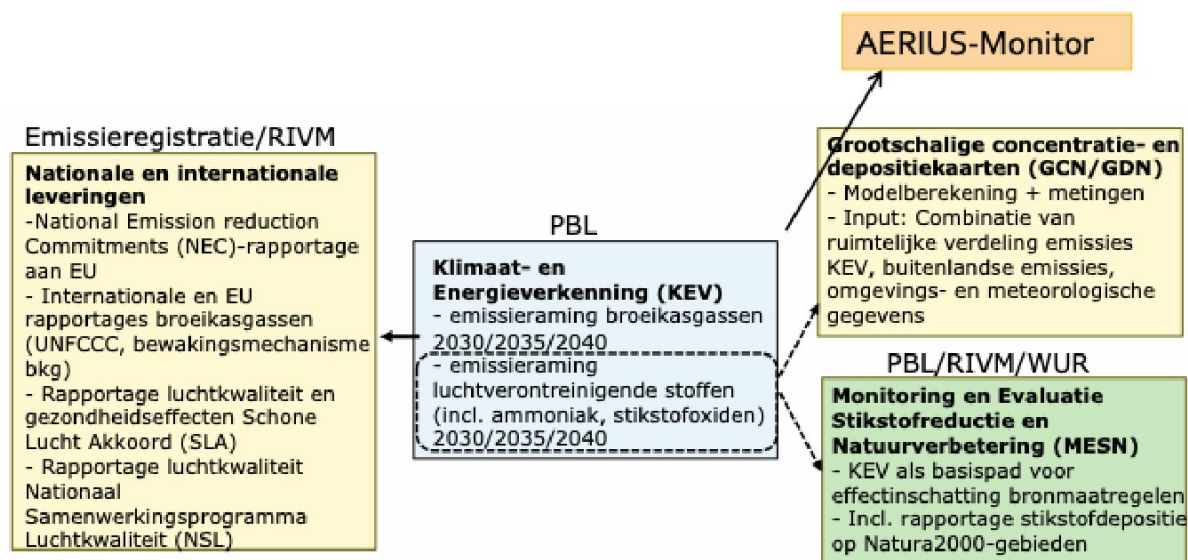 AERIUS-Monitor
Emissieregistratie/RIVM
Nationale en internationale
leveringen
-National Emission reduction
Commitments (NEC)-rapportage
aan EU
- Internationale en EU
rapportages broeikasgassen
(UNFCCC, bewakingsmechanisme
bkg)
- Rapportage luchtkwaliteit en
gezondheidseffecten Schone
Lucht Akkoord (SLA)
- Rapportage luchtkwaliteit
Nationaal
Samenwerkingsprogramma
Luchtkwaliteit (NSL)
PBL
Klimaat- en
Energieverkenning (KEV)
- emissieraming broeikasgassen
2030/2035/2040
- emissieraming
luchtverontreinigende stoffen
(incl. ammoniak, stikstofoxiden)
2030/2035/2040
Grootschalige concentratie- en
depositiekaarten (GCN/GDN)
- Modelberekening + metingen
- Input: Combinatie van
ruimtelijke verdeling emissies
KEV, buitenlandse emissies,
omgevings- en meteorologische
gegevens
PBL/RIVM/WUR
Monitoring en Evaluatie
Stikstofreductie en
Natuurverbetering (MESN)
- KEV als basispad voor
effectinschatting bronmaatregelen
- Incl. rapportage stikstofdepositie
op Natura2000-gebieden